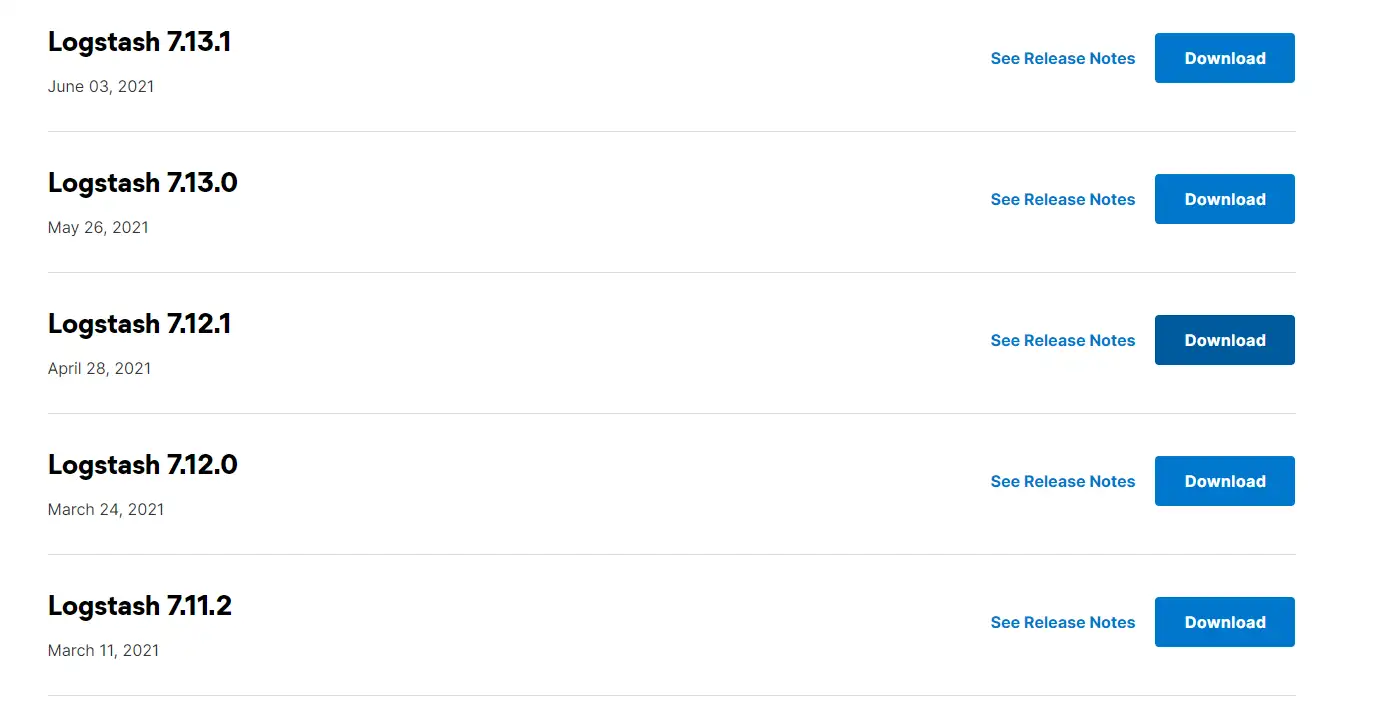 Logstash 7.13.1
June 03, 2021
See Release Notes
Download
Logstash 7.13.0
May 26, 2021
See Release Notes
Download
Logstash 7.12.1
April 28, 2021
See Release Notes
Download
Logstash 7.12.0
March 24, 2021
See Release Notes
Download
Logstash 7.11.2
March 11, 2021
See Release Notes
Download